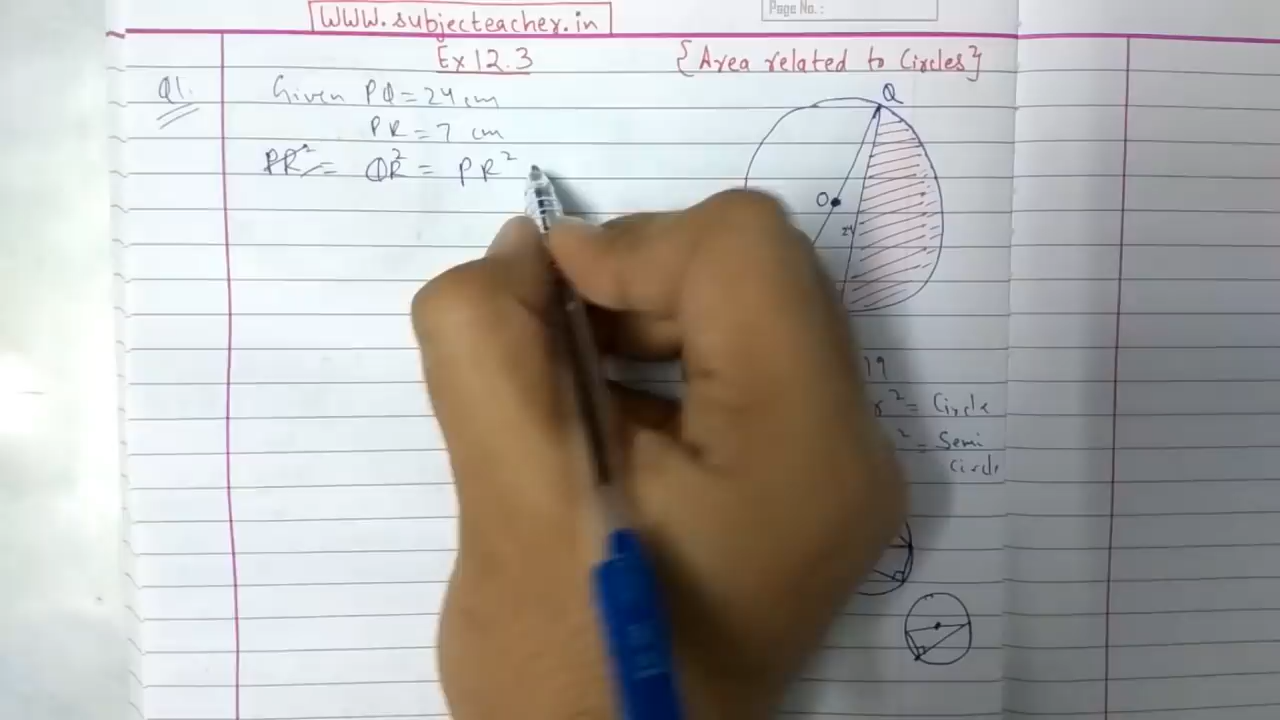 Page No. :
WWW.subjecteacher.in
Ex 12.3
{Area related to Circles}
Q1.
Given PQ = 24 cm
PR = 7 cm
PR² = QR² = PR²
Q
O
24
19
r² = Circle
² = Semi
Circle